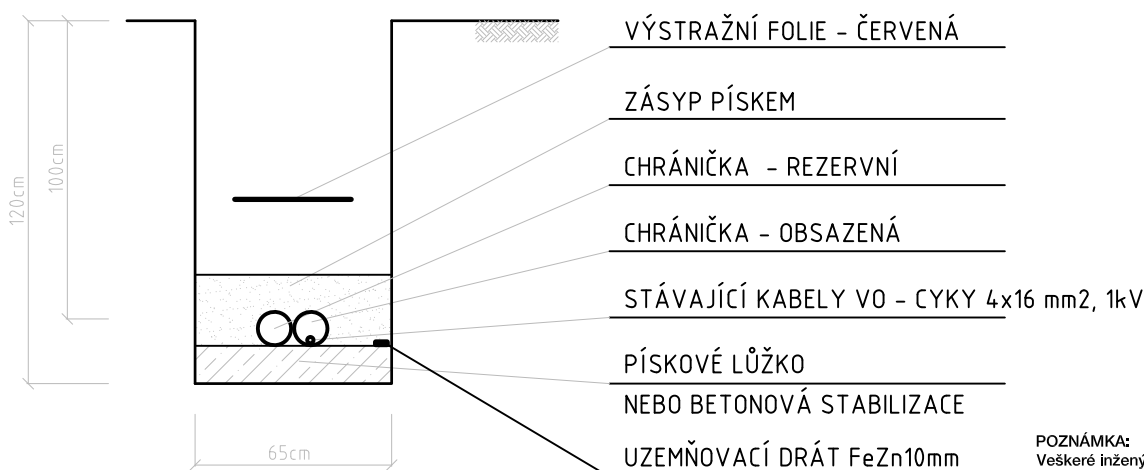 VÝSTRAŽNÍ FOLIE - ČERVENÁ
ZÁSYP PÍSKEM
CHRÁNIČKA - REZERVNÍ
CHRÁNIČKA - OBSAZENÁ
STÁVAJÍCÍ KABELY VO - CYKY 4x16 mm2, 1kV
PÍSKOVÉ LŮŽKO
NEBO BETONOVÁ STABILIZACE
UZEMŇOVACÍ DRÁT FeZn10mm
120cm
100cm
65cm
POZNÁMKA:
Veškeré inžený